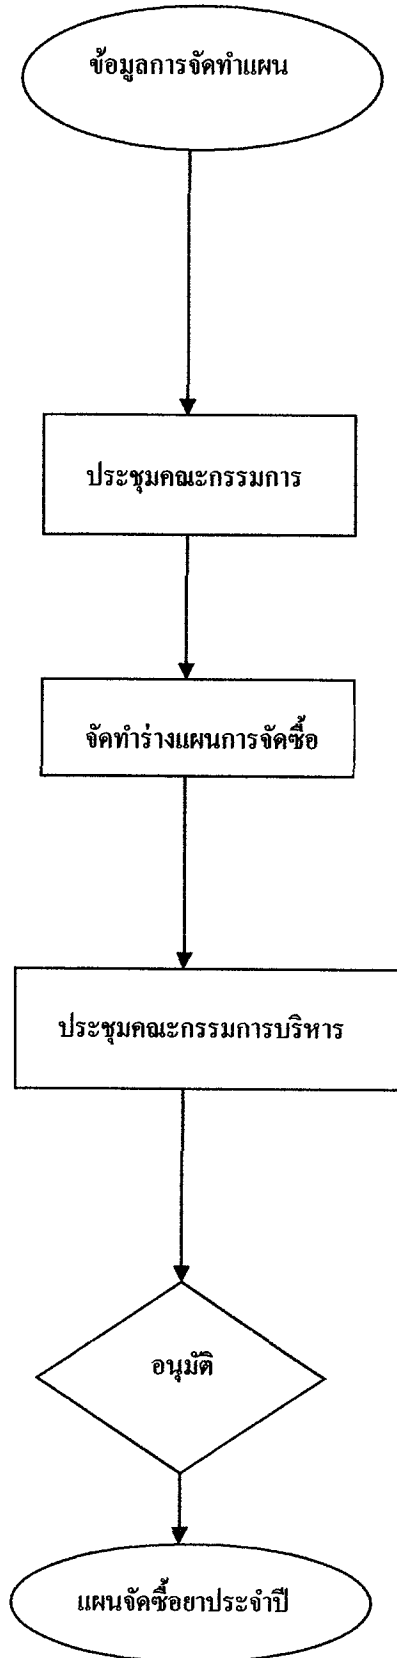 ข้อมูลการจัดทำแผน
ประชุมคณะกรรมการ
จัดทำร่างแผนการจัดซื้อ
ประชุมคณะกรรมการบริหาร
อนุมัติ
แผนจัดซื้อยาประจำปี